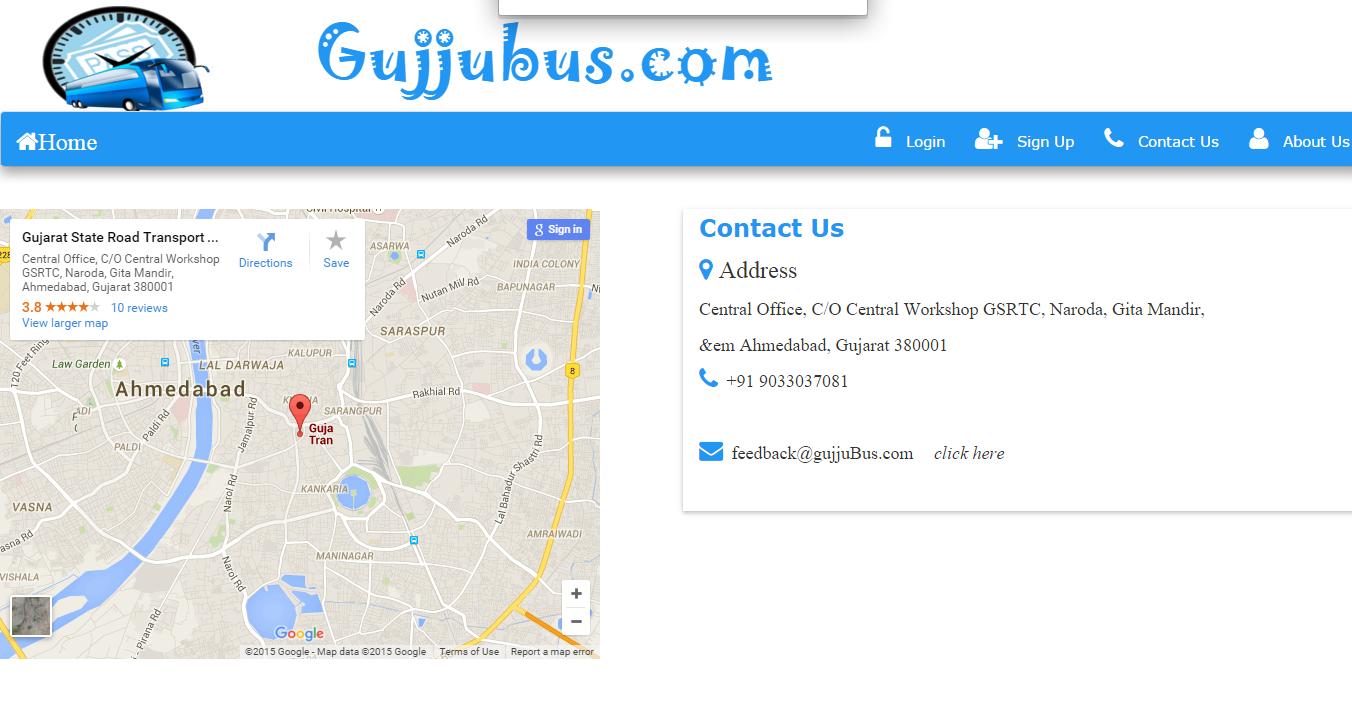 PASS
Gujjubus.com
Home
Login
Sign Up
Contact Us
About Us
Gujarat State Road Transport ...
Central Office, C/O Central Workshop
GSRTC, Naroda, Gita Mandir,
Ahmedabad, Gujarat 380001
3.8
10 reviews
View larger map
Directions
Save
Sign in
Civil Hospital
228
ASARWA
Naroda Rd
INDIA COLONY
BAPUNAGAR
Nutan Mill Rd
SARASPUR
120 Feet Ring
Law Garden
KALUPUR
LAL DARWAJA
8
Ahmedabad
Rakhial Rd
SARANGPUR
Guja
Tran
Jamalpur Rd
Paldi Rd
PALDI
KANKARIA
Narol Rd
Lal Bahadur Shastri Rd
VASNA
AMRAIWADI
MANINAGAR
Narol Rd
VISHALA
- Pirana Rd
Google
+
−
©2015 Google - Map data ©2015 Google
Terms of Use
Report a map error
Contact Us
Address
Central Office, C/O Central Workshop GSRTC, Naroda, Gita Mandir,
&em Ahmedabad, Gujarat 380001
+91 9033037081
feedback@gujjuBus.com click here